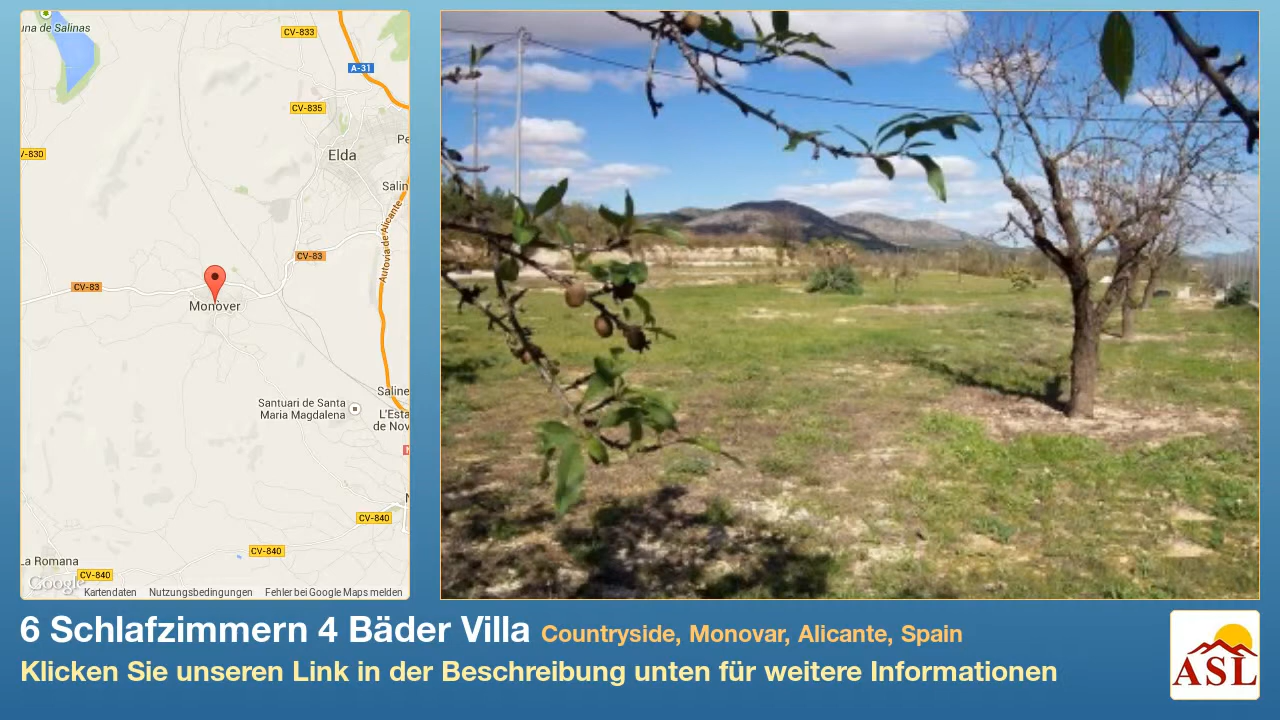 una de Salinas
CV-833
A-31
CV-835
Pe
Elda
V-830
Salin
Autovía de Alicante
CV-83
CV-83
Monover
Saline
Santuari de Santa
Maria Magdalena
L'Esta
de Nov
CV-840
CV-840
La Romana
CV-840
Google
Kartendaten Nutzungsbedingungen Fehler bei Google Maps melden
6 Schlafzimmern 4 Bäder Villa Countryside, Monovar, Alicante, Spain
Klicken Sie unseren Link in der Beschreibung unten für weitere Informationen
ASL